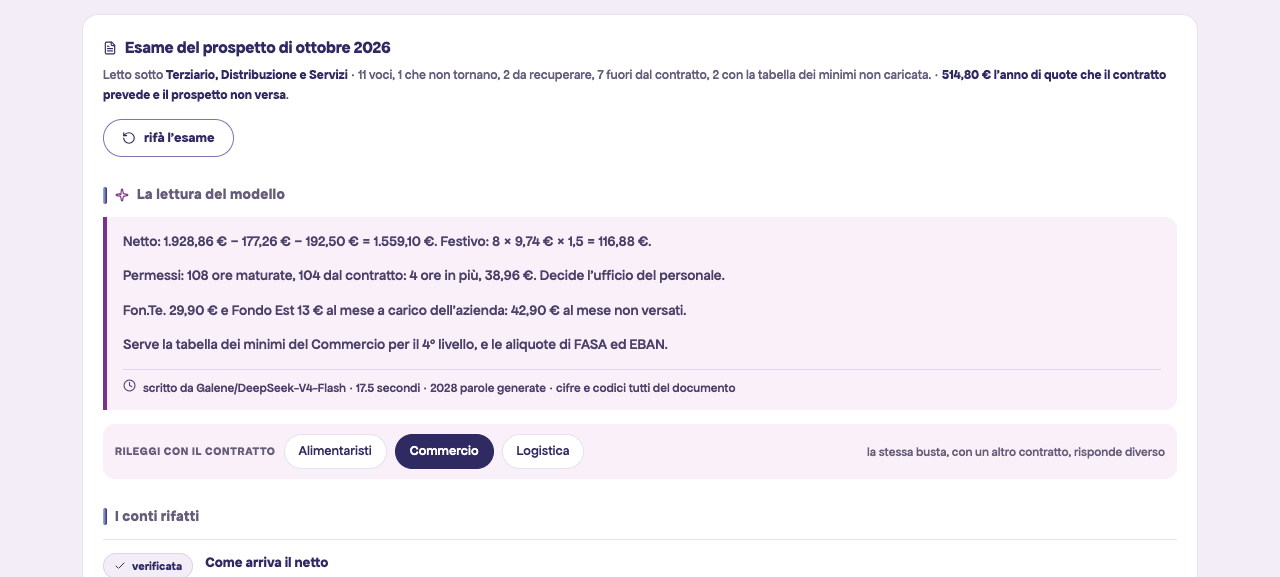 Esame del prospetto di ottobre 2026
Letto sotto Terziario, Distribuzione e Servizi · 11 voci, 1 che non tornano, 2 da recuperare, 7 fuori dal contratto, 2 con la tabella dei minimi non caricata. · 514,80 € l'anno di quote che il contratto
prevede e il prospetto non versa.
rifà l'esame
La lettura del modello
Netto: 1.928,86 € − 177,26 € − 192,50 € = 1.559,10 €. Festivo: 8 × 9,74 € × 1,5 = 116,88 €.
Permessi: 108 ore maturate, 104 dal contratto: 4 ore in più, 38,96 €. Decide l'ufficio del personale.
Fon.Te. 29,90 € e Fondo Est 13 € al mese a carico dell'azienda: 42,90 € al mese non versati.
Serve la tabella dei minimi del Commercio per il 4° livello, e le aliquote di FASA ed EBAN.
scritto da Galene/DeepSeek-V4-Flash · 17.5 secondi · 2028 parole generate · cifre e codici tutti del documento
RILEGGI CON IL CONTRATTO Alimentaristi Commercio Logistica la stessa busta, con un altro contratto, risponde diverso
I conti rifatti
verificata Come arriva il netto